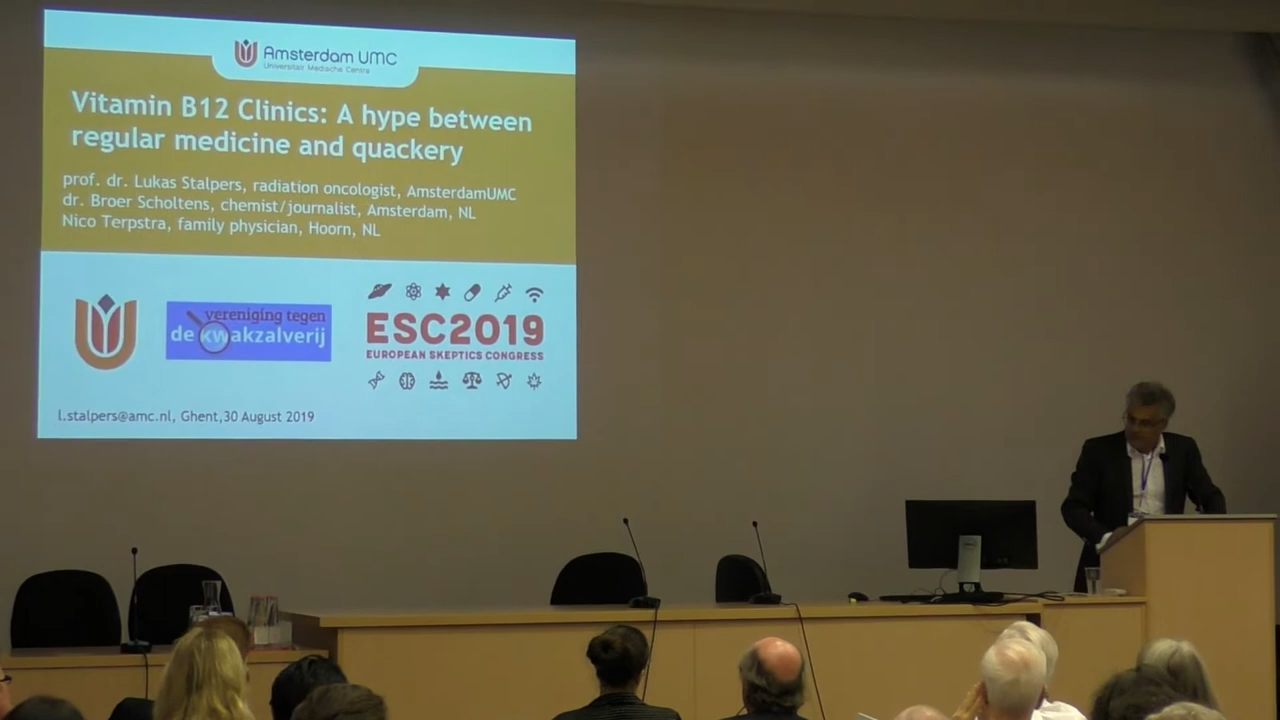 Amsterdam UMC
Universitair Medische Centra
Vitamin B12 Clinics: A hype between
regular medicine and quackery
prof. dr. Lukas Stalpers, radiation oncologist, AmsterdamUMC
dr. Broer Scholtens, chemist/journalist, Amsterdam, NL
Nico Terpstra, family physician, Hoorn, NL
vereniging tegen
de kwakzalverij
ESC2019
EUROPEAN SKEPTICS CONGRESS
l.stalpers@amc.nl, Ghent,30 August 2019